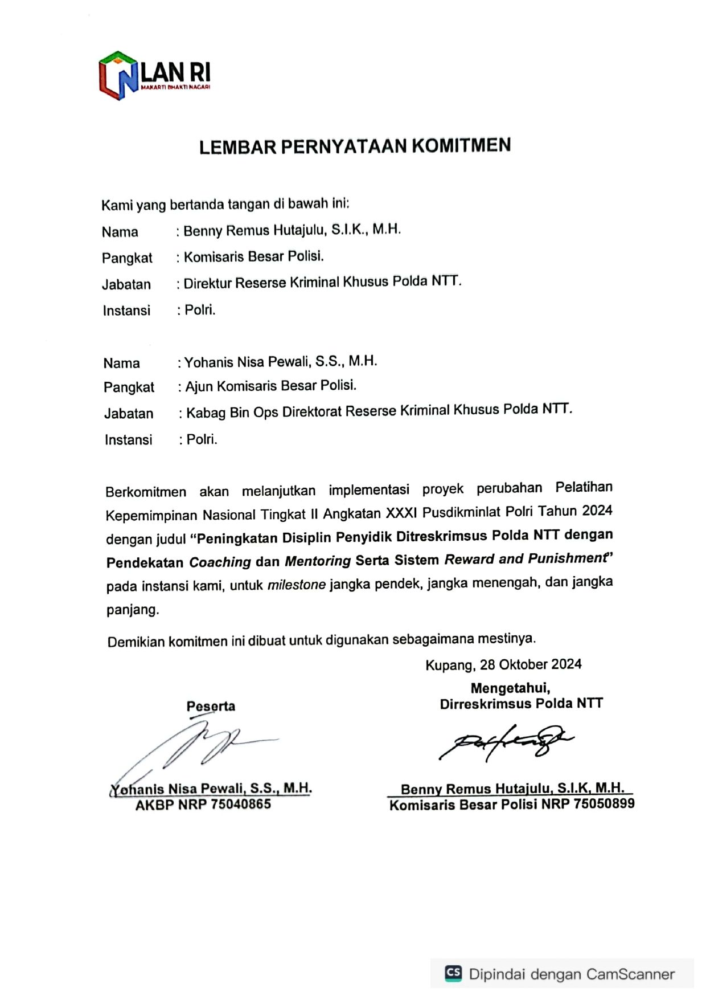 LAN RI
MAKARTI BHAKTI NAGARI
LEMBAR PERNYATAAN KOMITMEN
Kami yang bertanda tangan di bawah ini:
Nama : Benny Remus Hutajulu, S.I.K., M.H.
Pangkat : Komisaris Besar Polisi.
Jabatan : Direktur Reserse Kriminal Khusus Polda NTT.
Instansi : Polri.
Nama : Yohanis Nisa Pewali, S.S., M.H.
Pangkat : Ajun Komisaris Besar Polisi.
Jabatan : Kabag Bin Ops Direktorat Reserse Kriminal Khusus Polda NTT.
Instansi : Polri.
Berkomitmen akan melanjutkan implementasi proyek perubahan Pelatihan
Kepemimpinan Nasional Tingkat II Angkatan XXXI Pusdikminlat Polri Tahun 2024
dengan judul “Peningkatan Disiplin Penyidik Ditreskrimsus Polda NTT dengan
Pendekatan Coaching dan Mentoring Serta Sistem Reward and Punishment”
pada instansi kami, untuk milestone jangka pendek, jangka menengah, dan jangka
panjang.
Demikian komitmen ini dibuat untuk digunakan sebagaimana mestinya.
Kupang, 28 Oktober 2024
Mengetahui,
Dirreskrimsus Polda NTT
Peserta
Yohanis Nisa Pewali, S.S., M.H.
AKBP NRP 75040865
Benny Remus Hutajulu, S.I.K, M.H.
Komisaris Besar Polisi NRP 75050899
CS Dipindai dengan CamScanner